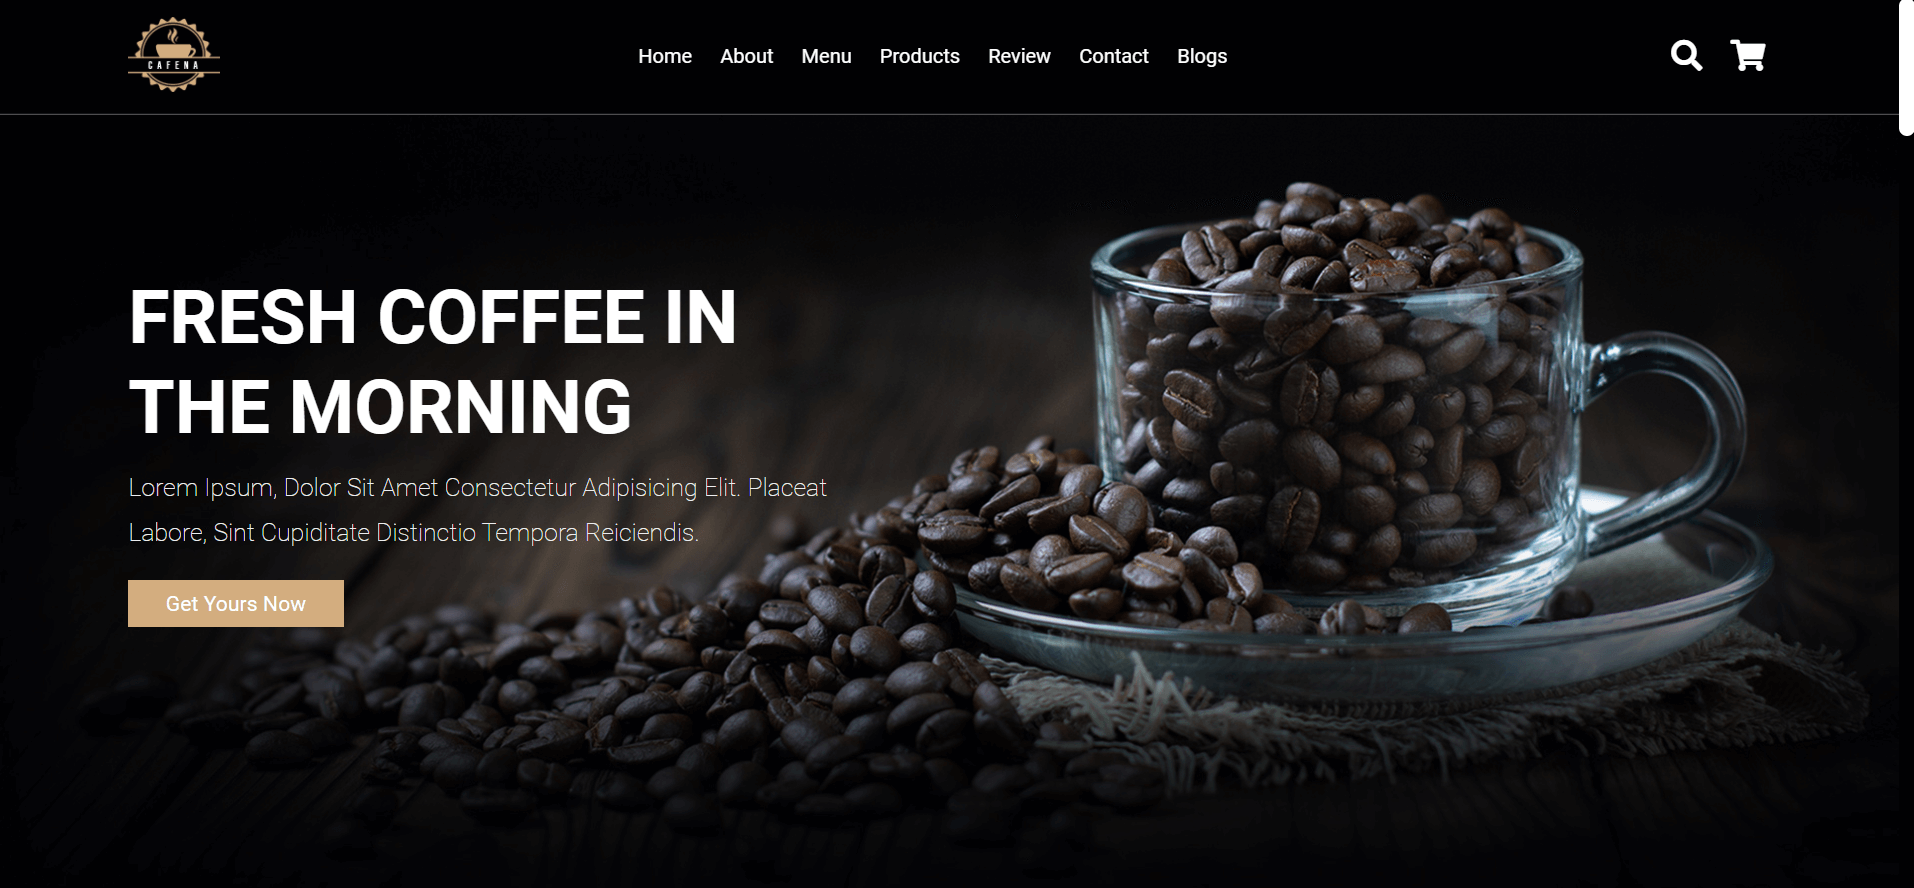 CAFENA
Home About Menu Products Review Contact Blogs
FRESH COFFEE IN
THE MORNING
Lorem Ipsum, Dolor Sit Amet Consectetur Adipisicing Elit. Placeat
Labore, Sint Cupiditate Distinctio Tempora Reiciendis.
Get Yours Now